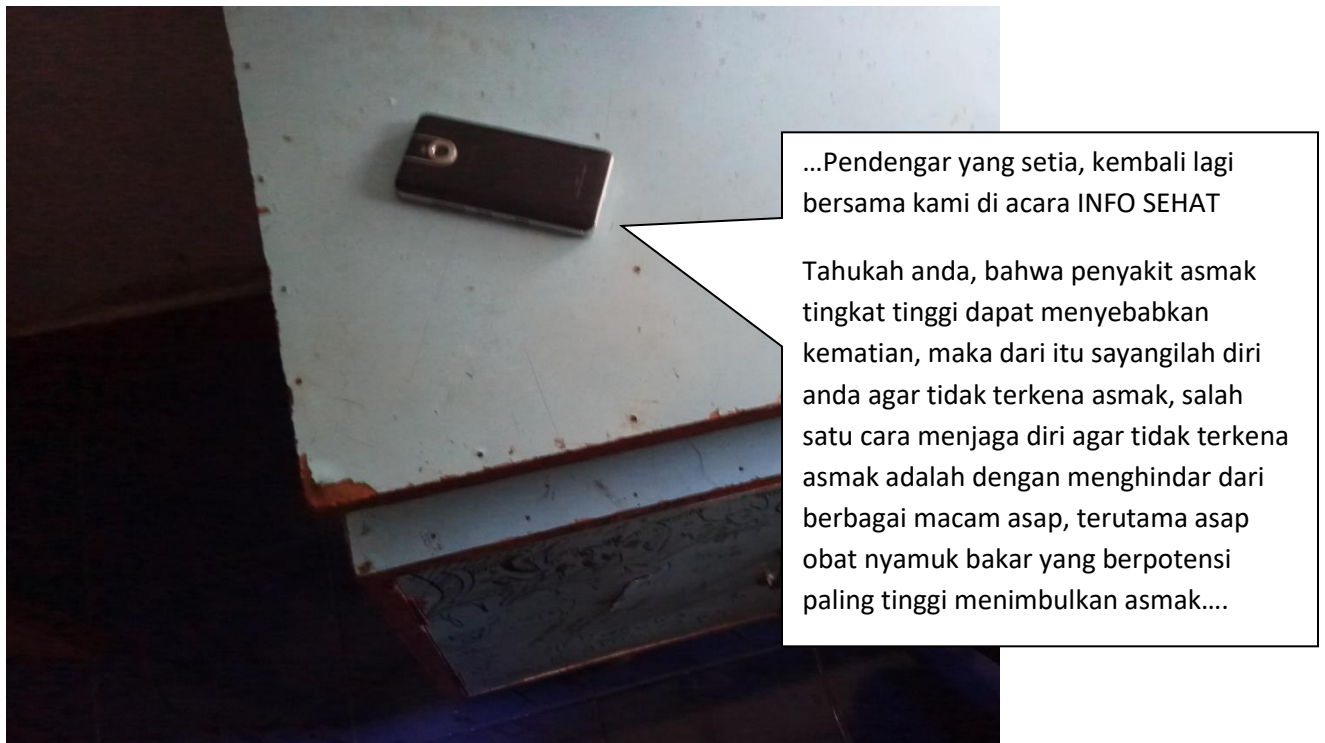 …Pendengar yang setia, kembali lagi
bersama kami di acara INFO SEHAT
Tahukah anda, bahwa penyakit asmak
tingkat tinggi dapat menyebabkan
kematian, maka dari itu sayangilah diri
anda agar tidak terkena asmak, salah
satu cara menjaga diri agar tidak terkena
asmak adalah dengan menghindar dari
berbagai macam asap, terutama asap
obat nyamuk bakar yang berpotensi
paling tinggi menimbulkan asmak….